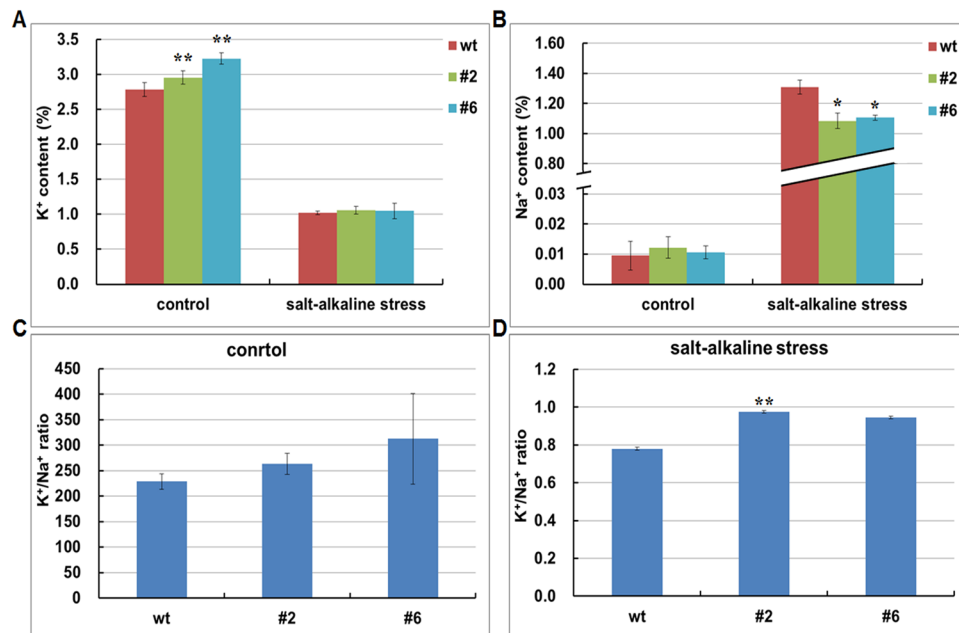 A
3.5
3.0
2.5
2.0
1.5
1.0
0.5
0.0
K⁺ content (%)
** **
wt
#2
#6
control
salt-alkaline stress
B
1.60
1.40
1.20
1.00
0.80
0.03
0.02
0.01
0.00
Na⁺ content (%)
* *
wt
#2
#6
control
salt-alkaline stress
C
conrtol
450
400
350
300
250
200
150
100
50
0
K⁺/Na⁺ ratio
wt
#2
#6
D
salt-alkaline stress
1.2
1.0
0.8
0.6
0.4
0.2
0.0
K⁺/Na⁺ ratio
**
wt
#2
#6